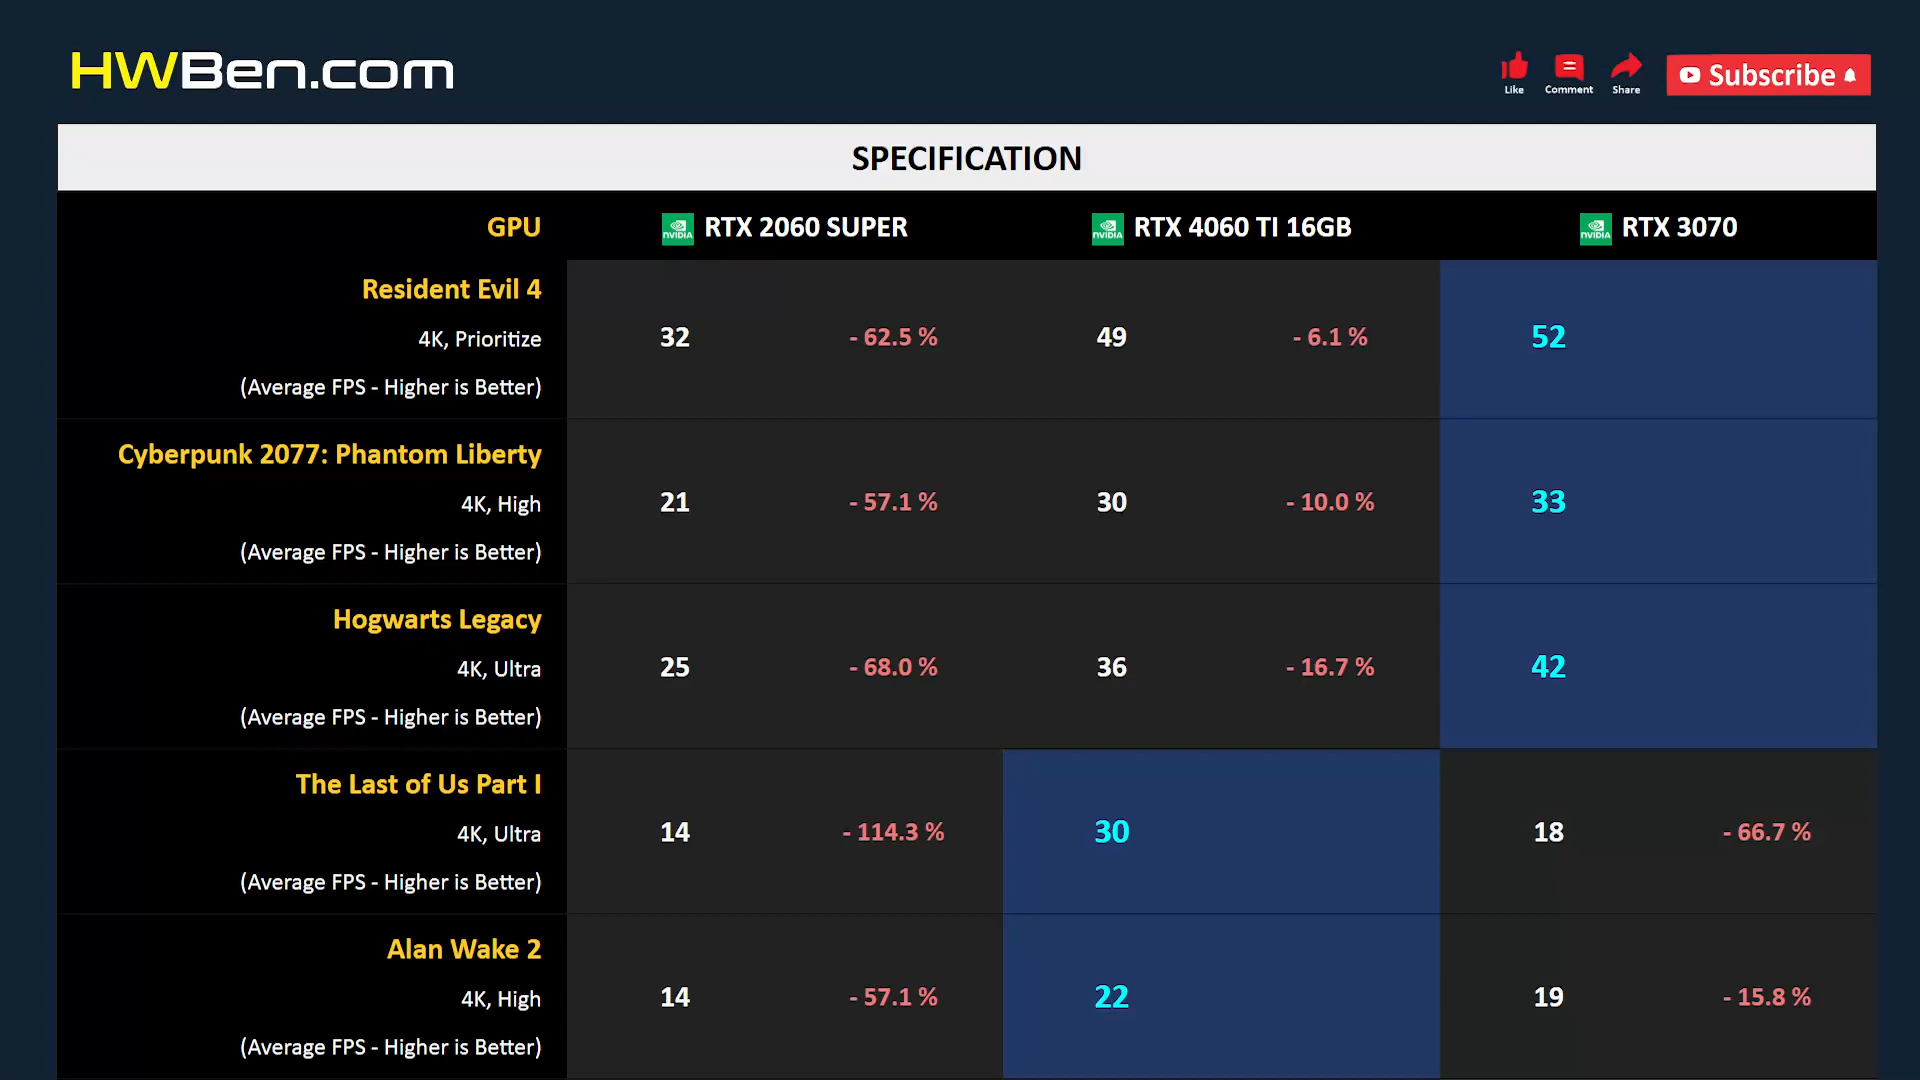 HWBen.com
Like Comment Share Subscribe
SPECIFICATION
GPU NVIDIA RTX 2060 SUPER NVIDIA RTX 4060 TI 16GB NVIDIA RTX 3070
Resident Evil 4
4K, Prioritize 32 - 62.5 % 49 - 6.1 % 52
(Average FPS - Higher is Better)
Cyberpunk 2077: Phantom Liberty
4K, High 21 - 57.1 % 30 - 10.0 % 33
(Average FPS - Higher is Better)
Hogwarts Legacy
4K, Ultra 25 - 68.0 % 36 - 16.7 % 42
(Average FPS - Higher is Better)
The Last of Us Part I
4K, Ultra 14 - 114.3 % 30 18 - 66.7 %
(Average FPS - Higher is Better)
Alan Wake 2
4K, High 14 - 57.1 % 22 19 - 15.8 %
(Average FPS - Higher is Better)